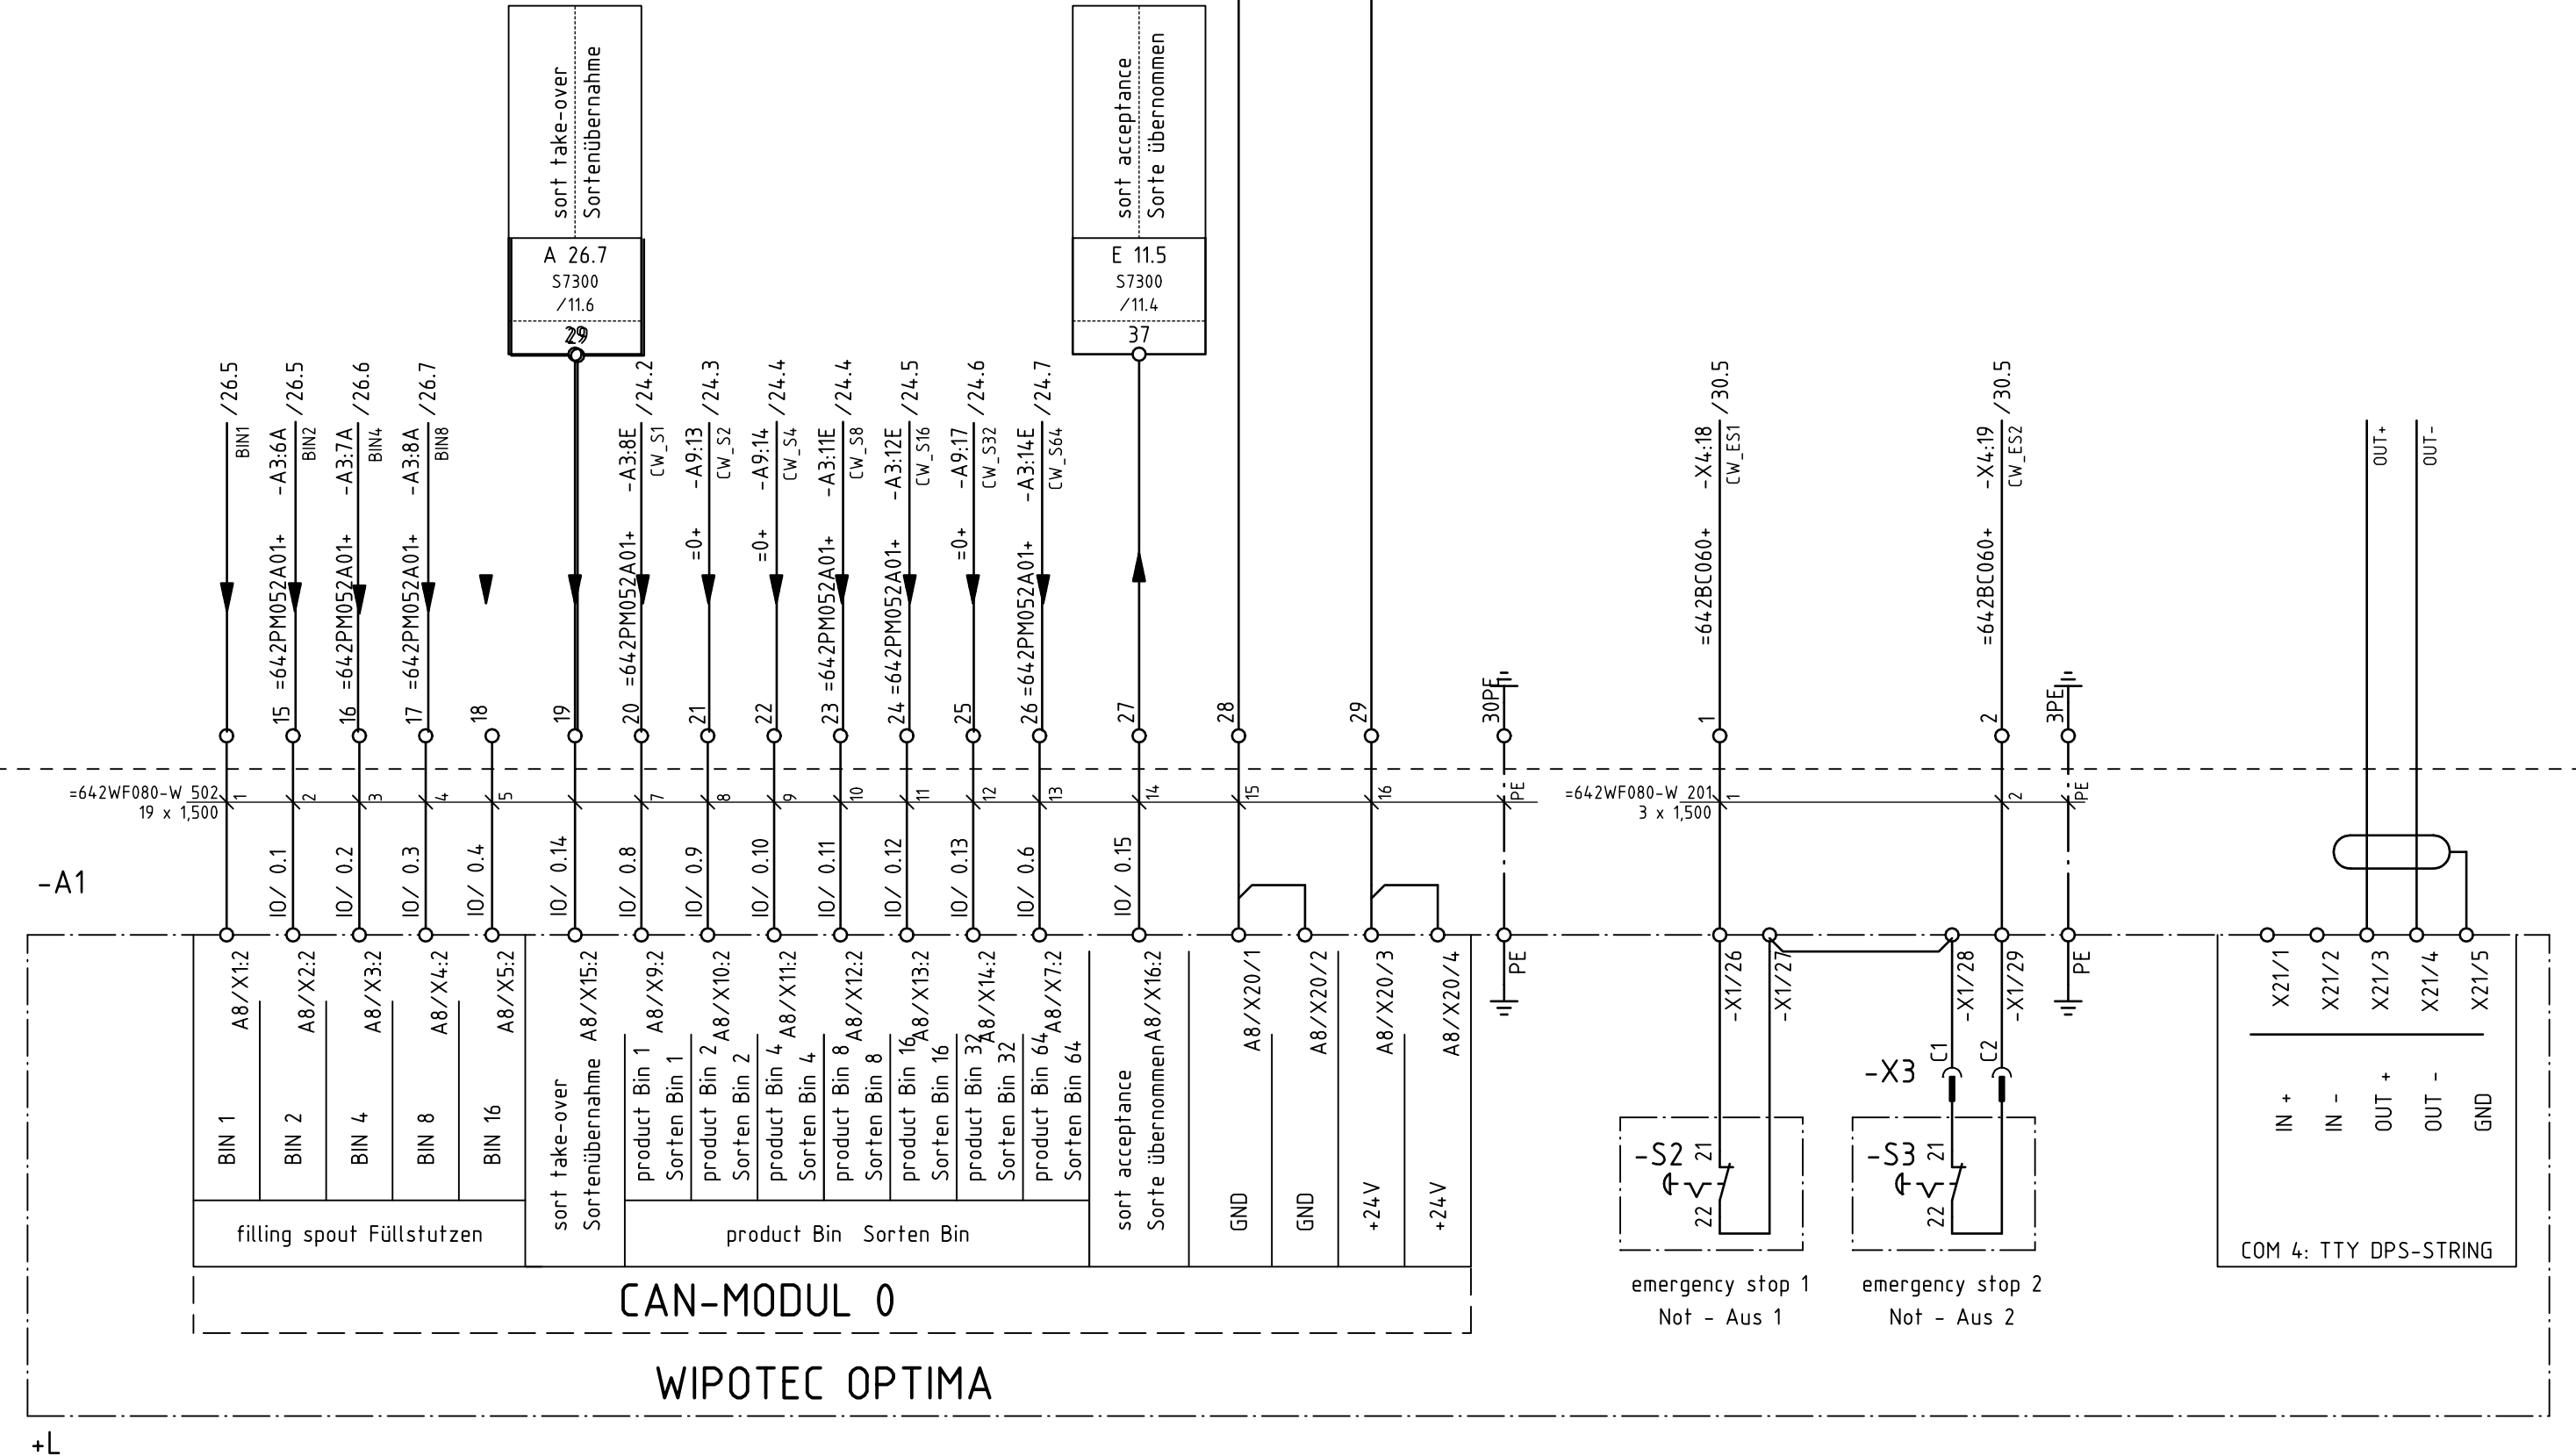 sort take-over
Sortenübernahme
A 26.7
S7300
/11.6
29
sort acceptance
Sorte übernommen
E 11.5
S7300
/11.4
37
/26.5
BIN1
/26.5
BIN2
-A3:6A
=642PM052A01+
/26.6
BIN4
-A3:7A
=642PM052A01+
/26.7
BIN8
-A3:8A
=642PM052A01+
/24.2
CW_S1
-A3:8E
=642PM052A01+
/24.3
CW_S2
-A9:13
=0+
/24.4
CW_S4
-A9:14
=0+
/24.4
CW_S8
-A3:11E
=642PM052A01+
/24.5
CW_S16
-A3:12E
=642PM052A01+
/24.6
CW_S32
-A9:17
=0+
/24.7
CW_S64
-A3:14E
=642PM052A01+
/30.5
CW_ES1
-X4:18
=642BC060+
/30.5
CW_ES2
-X4:19
=642BC060+
OUT+
OUT-
15
16
17
18
19
20
21
22
23
24
25
26
27
28
29
30PE
1
2
3PE
=642WF080-W_502
19 x 1,500
1
2
3
4
5
7
8
9
10
11
12
13
14
15
16
PE
=642WF080-W_201
3 x 1,500
1
2
PE
-A1
IO/ 0.1
IO/ 0.2
IO/ 0.3
IO/ 0.4
IO/ 0.14
IO/ 0.8
IO/ 0.9
IO/ 0.10
IO/ 0.11
IO/ 0.12
IO/ 0.13
IO/ 0.6
IO/ 0.15
A8/X1:2
A8/X2:2
A8/X3:2
A8/X4:2
A8/X5:2
A8/X15:2
A8/X9:2
A8/X10:2
A8/X11:2
A8/X12:2
A8/X13:2
A8/X14:2
A8/X7:2
A8/X16:2
A8/X20/1
A8/X20/2
A8/X20/3
A8/X20/4
PE
-X1/26
-X1/27
-X1/28
-X1/29
PE
X21/1
X21/2
X21/3
X21/4
X21/5
BIN 1
BIN 2
BIN 4
BIN 8
BIN 16
sort take-over
Sortenübernahme
product Bin 1
Sorten Bin 1
product Bin 2
Sorten Bin 2
product Bin 4
Sorten Bin 4
product Bin 8
Sorten Bin 8
product Bin 16
Sorten Bin 16
product Bin 32
Sorten Bin 32
product Bin 64
Sorten Bin 64
sort acceptance
Sorte übernommen
GND
GND
+24V
+24V
-X3
C1
C2
-S2
21
22
-S3
21
22
IN +
IN -
OUT +
OUT -
GND
filling spout Füllstutzen
product Bin Sorten Bin
COM 4: TTY DPS-STRING
emergency stop 1
Not - Aus 1
emergency stop 2
Not - Aus 2
CAN-MODUL 0
WIPOTEC OPTIMA
+L